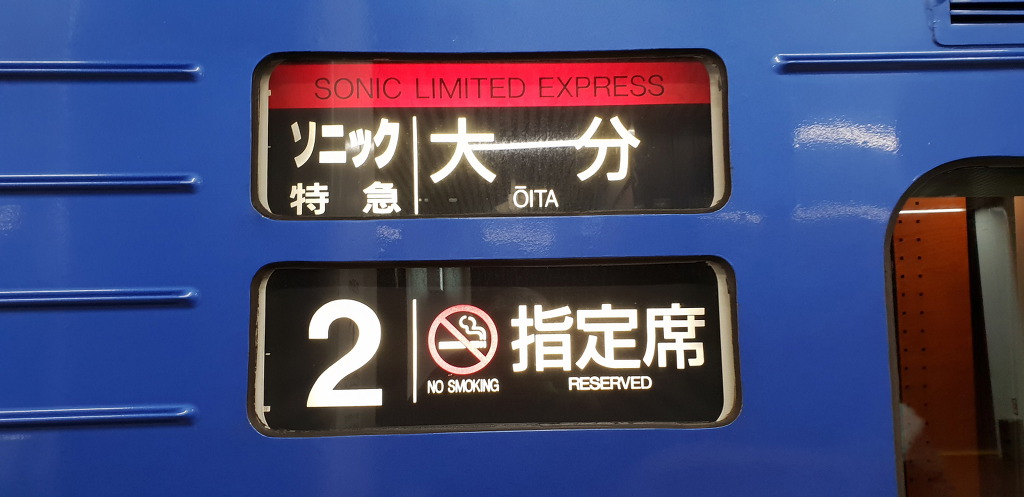 SONIC LIMITED EXPRESS
ソニック 大分
特急 ŌITA
2 指定席
NO SMOKING RESERVED